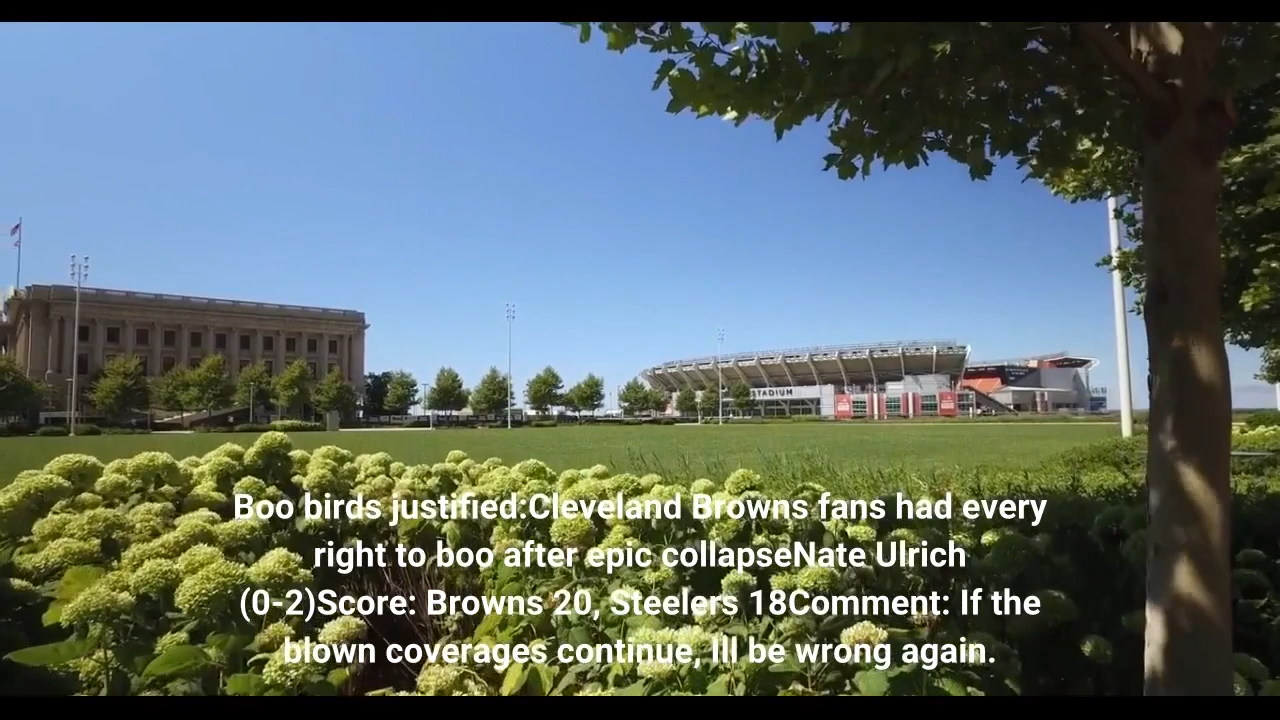 STADIUM
Boo birds justified:Cleveland Browns fans had every
right to boo after epic collapseNate Ulrich
(0-2)Score: Browns 20, Steelers 18Comment: If the
blown coverages continue, Ill be wrong again.